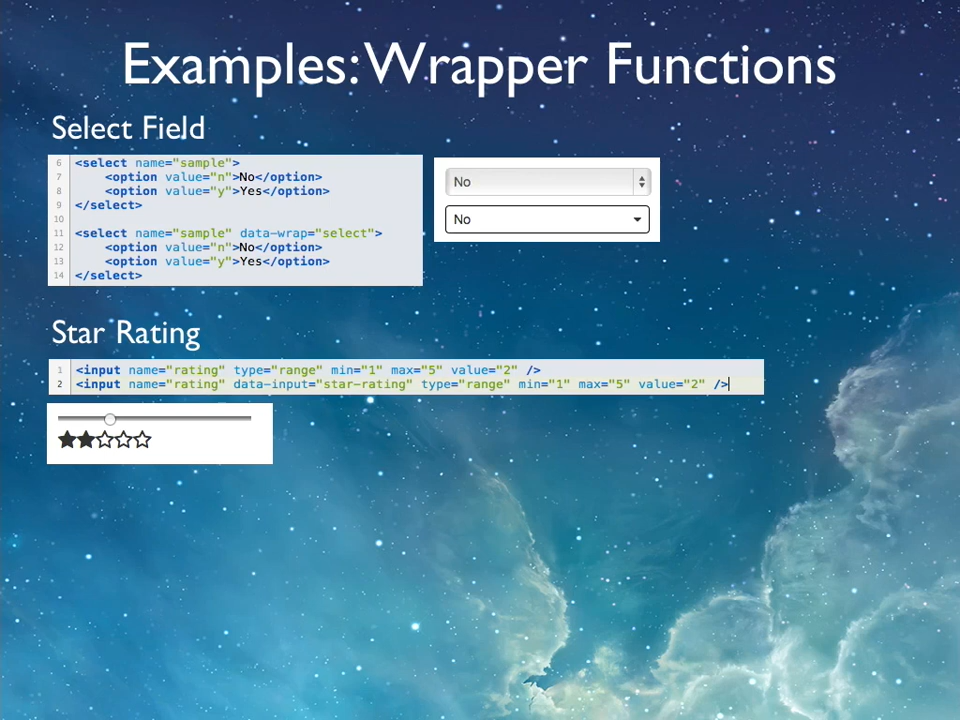 Examples: Wrapper Functions
Select Field
6 <select name="sample">
7 <option value="n">No</option>
8 <option value="y">Yes</option>
9 </select>
10
11 <select name="sample" data-wrap="select">
12 <option value="n">No</option>
13 <option value="y">Yes</option>
14 </select>
No
No
Star Rating
1 <input name="rating" type="range" min="1" max="5" value="2" />
2 <input name="rating" data-input="star-rating" type="range" min="1" max="5" value="2" />